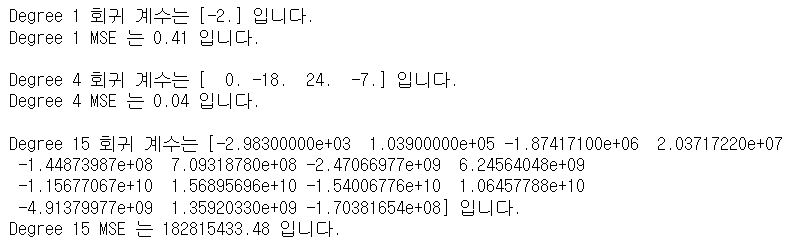 Degree 1 회귀 계수는 [-2.] 입니다.
Degree 1 MSE 는 0.41 입니다.
Degree 4 회귀 계수는 [  0. -18.  24.  -7.] 입니다.
Degree 4 MSE 는 0.04 입니다.
Degree 15 회귀 계수는 [-2.98300000e+03  1.03900000e+05 -1.87417100e+06  2.03717220e+07
 -1.44873987e+08  7.09318780e+08 -2.47066977e+09  6.24564048e+09
 -1.15677067e+10  1.56895696e+10 -1.54006776e+10  1.06457788e+10
 -4.91379977e+09  1.35920330e+09 -1.70381654e+08] 입니다.
Degree 15 MSE 는 182815433.48 입니다.